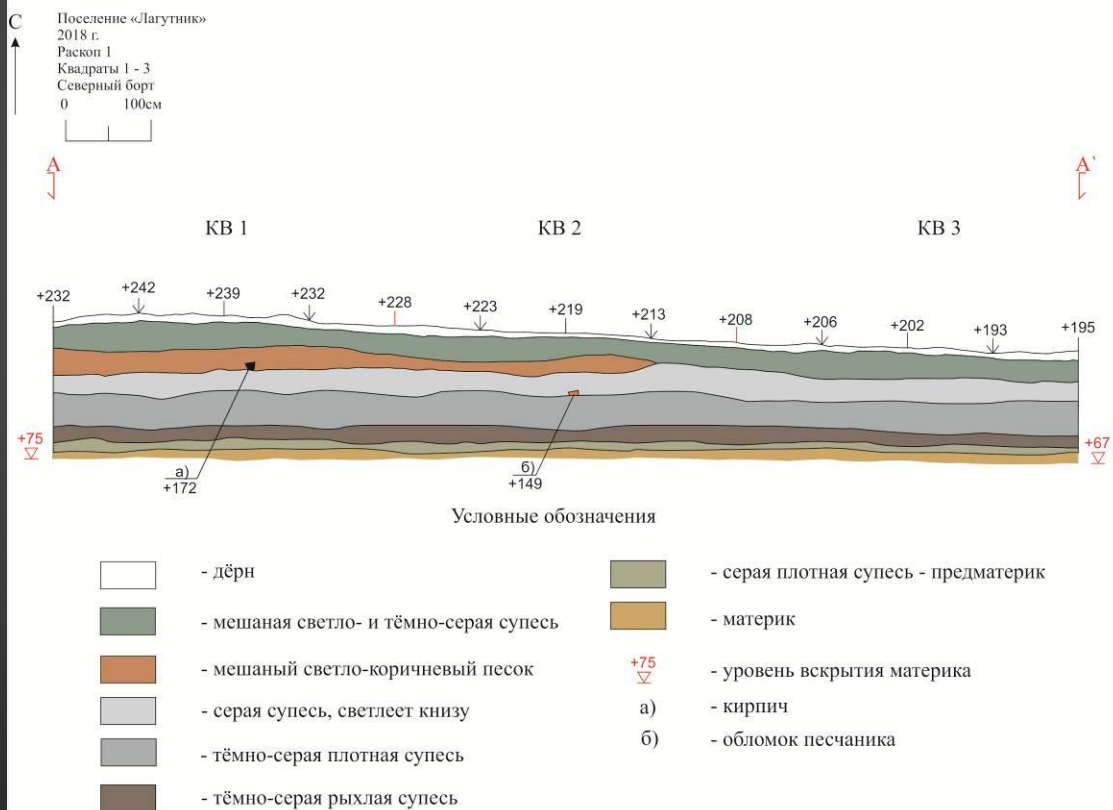 С
Поселение «Лагутник»
2018 г.
Раскоп 1
Квадраты 1 - 3
Северный борт
0 100см
А А`
КВ 1 КВ 2 КВ 3
+232 +242 +239 +232 +228 +223 +219 +213 +208 +206 +202 +193 +195
+75 +67
а) б)
+172 +149
Условные обозначения
- дёрн
- мешаная светло- и тёмно-серая супесь
- мешаный светло-коричневый песок
- серая супесь, светлеет книзу
- тёмно-серая плотная супесь
- тёмно-серая рыхлая супесь
- серая плотная супесь - предматерик
- материк
+75 - уровень вскрытия материка
а) - кирпич
б) - обломок песчаника